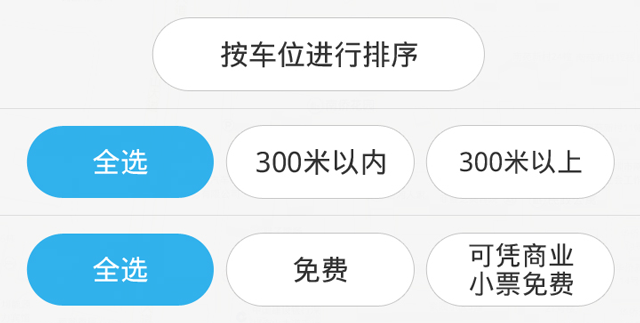 按车位进行排序
全选
300米以内
300米以上
全选
免费
可凭商业
小票免费